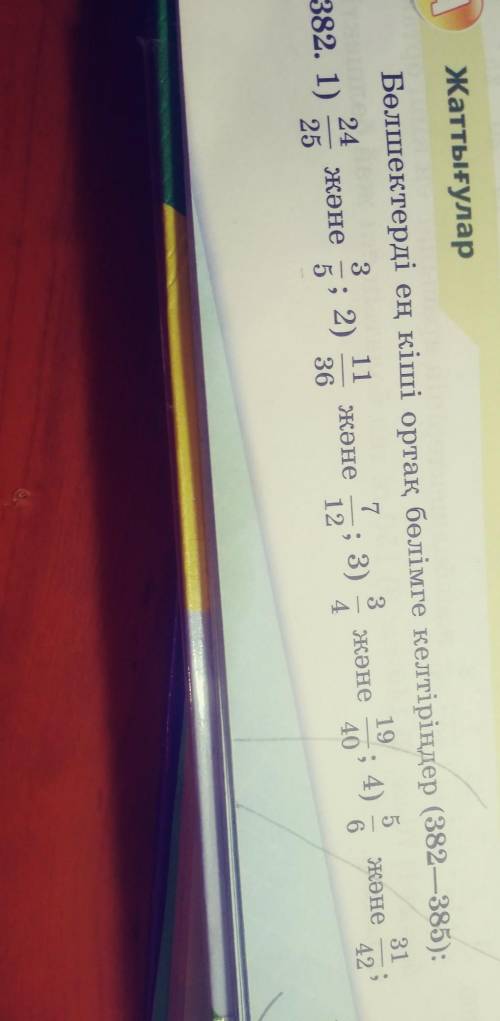 Жаттығулар
Бөлшектерді ең кіші ортақ бөлімге келтіріңдер (382—385):
382. 1) 24/25 және 3/5; 2) 11/36 және 7/12; 3) 3/4 және 19/40; 4) 5/6 және 31/42;